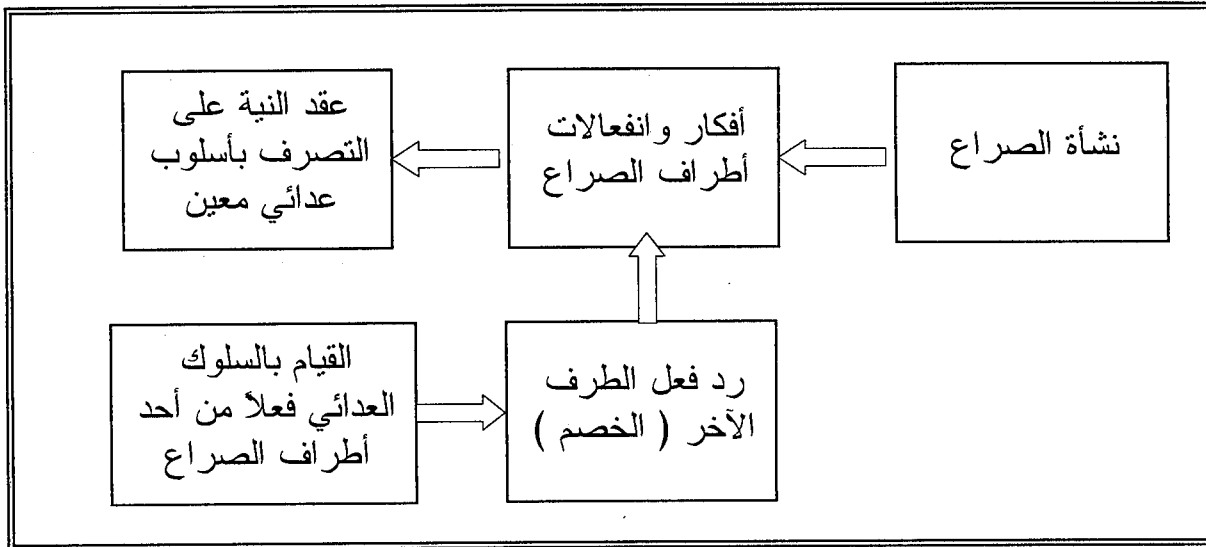 نشأة الصراع
أفكار وانفعالات
أطراف الصراع
عقد النية على
التصرف بأسلوب
عدائي معين
القيام بالسلوك
العدائي فعلاً من أحد
أطراف الصراع
رد فعل الطرف
الآخر ( الخصم )